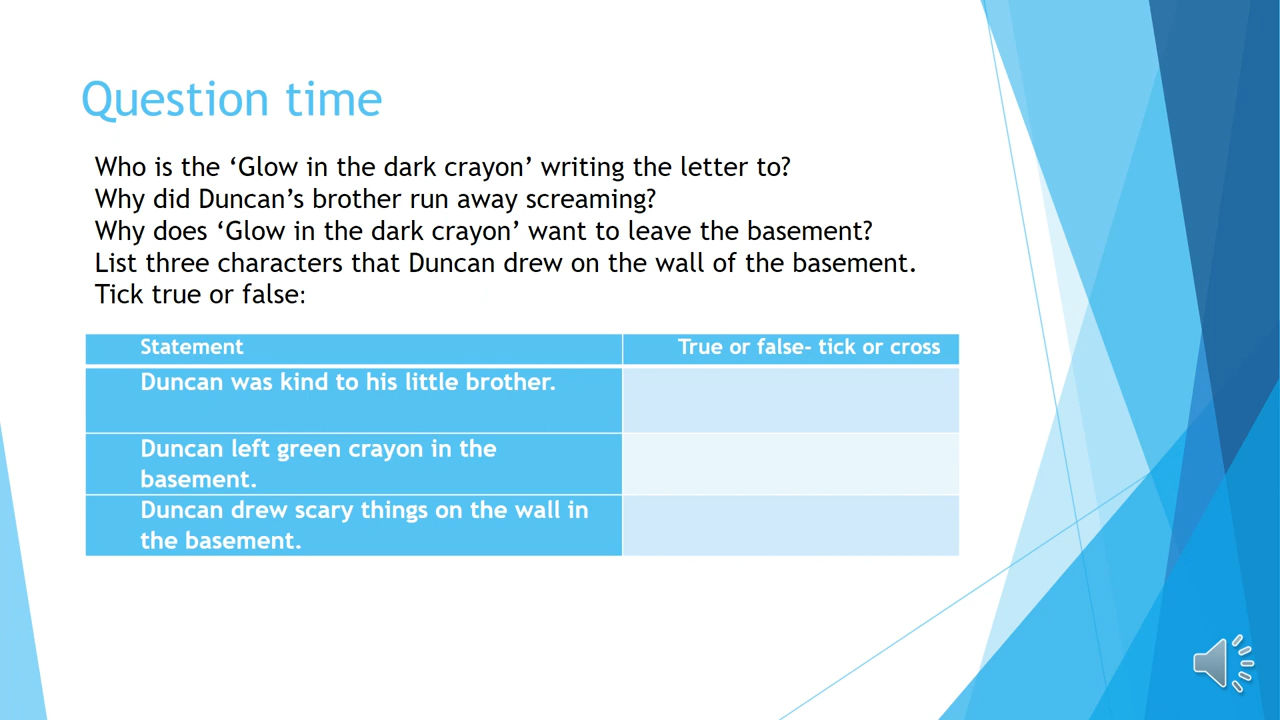 Question time
Who is the ‘Glow in the dark crayon’ writing the letter to?
Why did Duncan’s brother run away screaming?
Why does ‘Glow in the dark crayon’ want to leave the basement?
List three characters that Duncan drew on the wall of the basement.
Tick true or false:
Statement
True or false- tick or cross
Duncan was kind to his little brother.
Duncan left green crayon in the
basement.
Duncan drew scary things on the wall in
the basement.